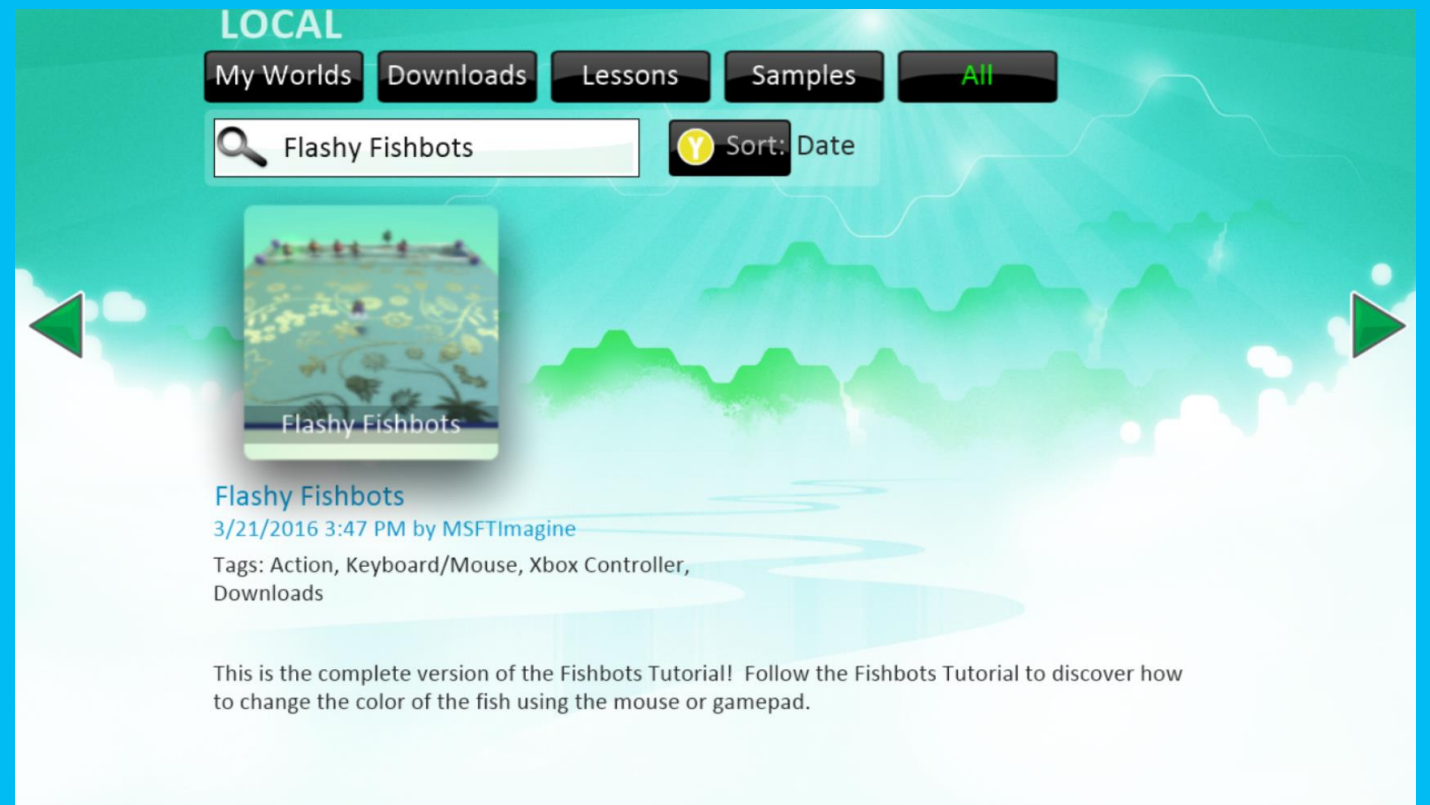 LOCAL
My Worlds Downloads Lessons Samples All
Flashy Fishbots Y Sort: Date
Flashy Fishbots
Flashy Fishbots
3/21/2016 3:47 PM by MSFTImagine
Tags: Action, Keyboard/Mouse, Xbox Controller,
Downloads
This is the complete version of the Fishbots Tutorial!  Follow the Fishbots Tutorial to discover how
to change the color of the fish using the mouse or gamepad.